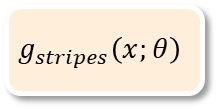 g_stripes(x; θ)